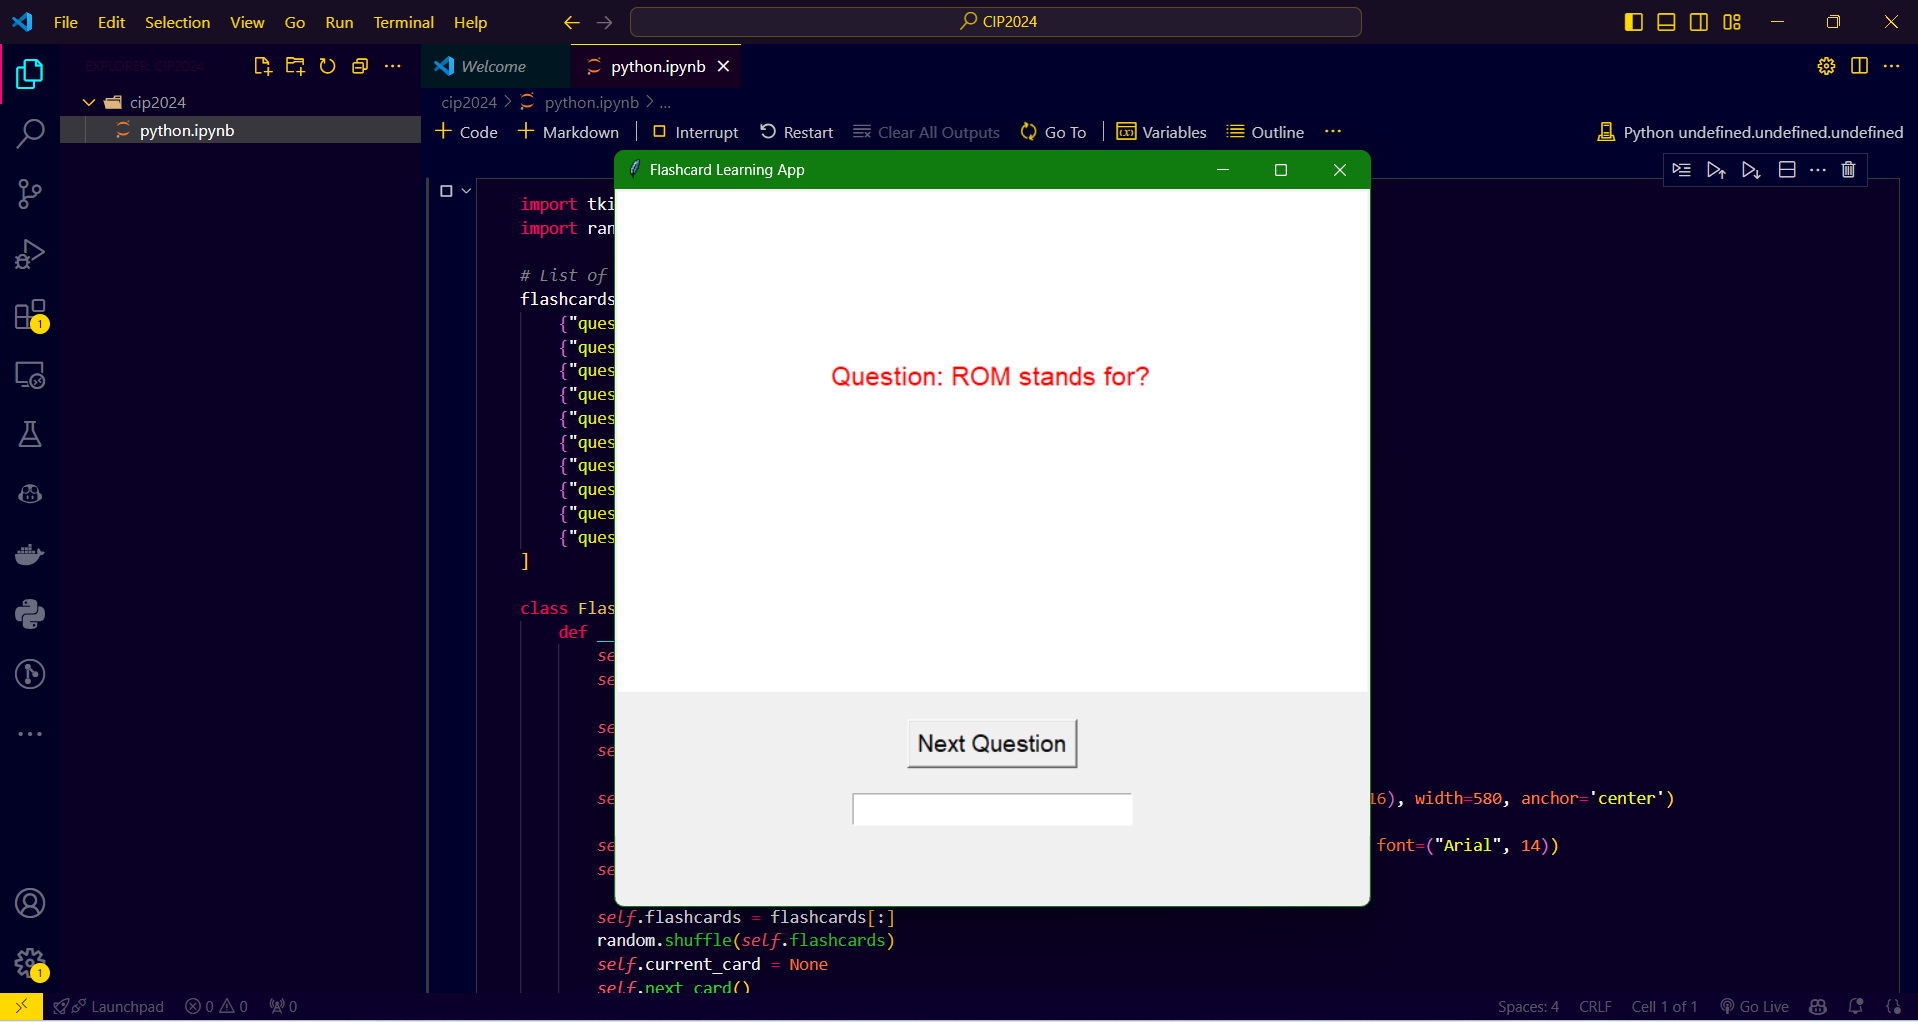 File Edit Selection View Go Run Terminal Help
CIP2024
EXPLORER: CIP2024
Welcome
python.ipynb
cip2024
python.ipynb
cip2024 > python.ipynb > ...
+ Code + Markdown Interrupt Restart Clear All Outputs Go To Variables Outline ...
Python undefined.undefined.undefined
Flashcard Learning App
import tki
import ran
# List of
flashcards
{"ques
{"ques
{"ques
{"ques
{"ques
{"ques
{"ques
{"ques
{"ques
{"ques
]
class Flas
def __
se
se
se
se
se 16), width=580, anchor='center')
se font=("Arial", 14))
se
self.flashcards = flashcards[:]
random.shuffle(self.flashcards)
self.current_card = None
self.next_card()
Question: ROM stands for?
Next Question
1
1
Launchpad 0 0 0
Spaces: 4 CRLF Cell 1 of 1 Go Live